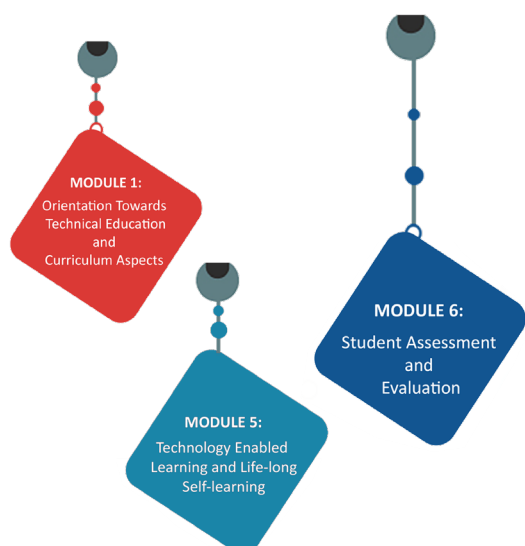 MODULE 1:
Orientation Towards
Technical Education
and
Curriculum Aspects
MODULE 5:
Technology Enabled
Learning and Life-long
Self-learning
MODULE 6:
Student Assessment
and
Evaluation